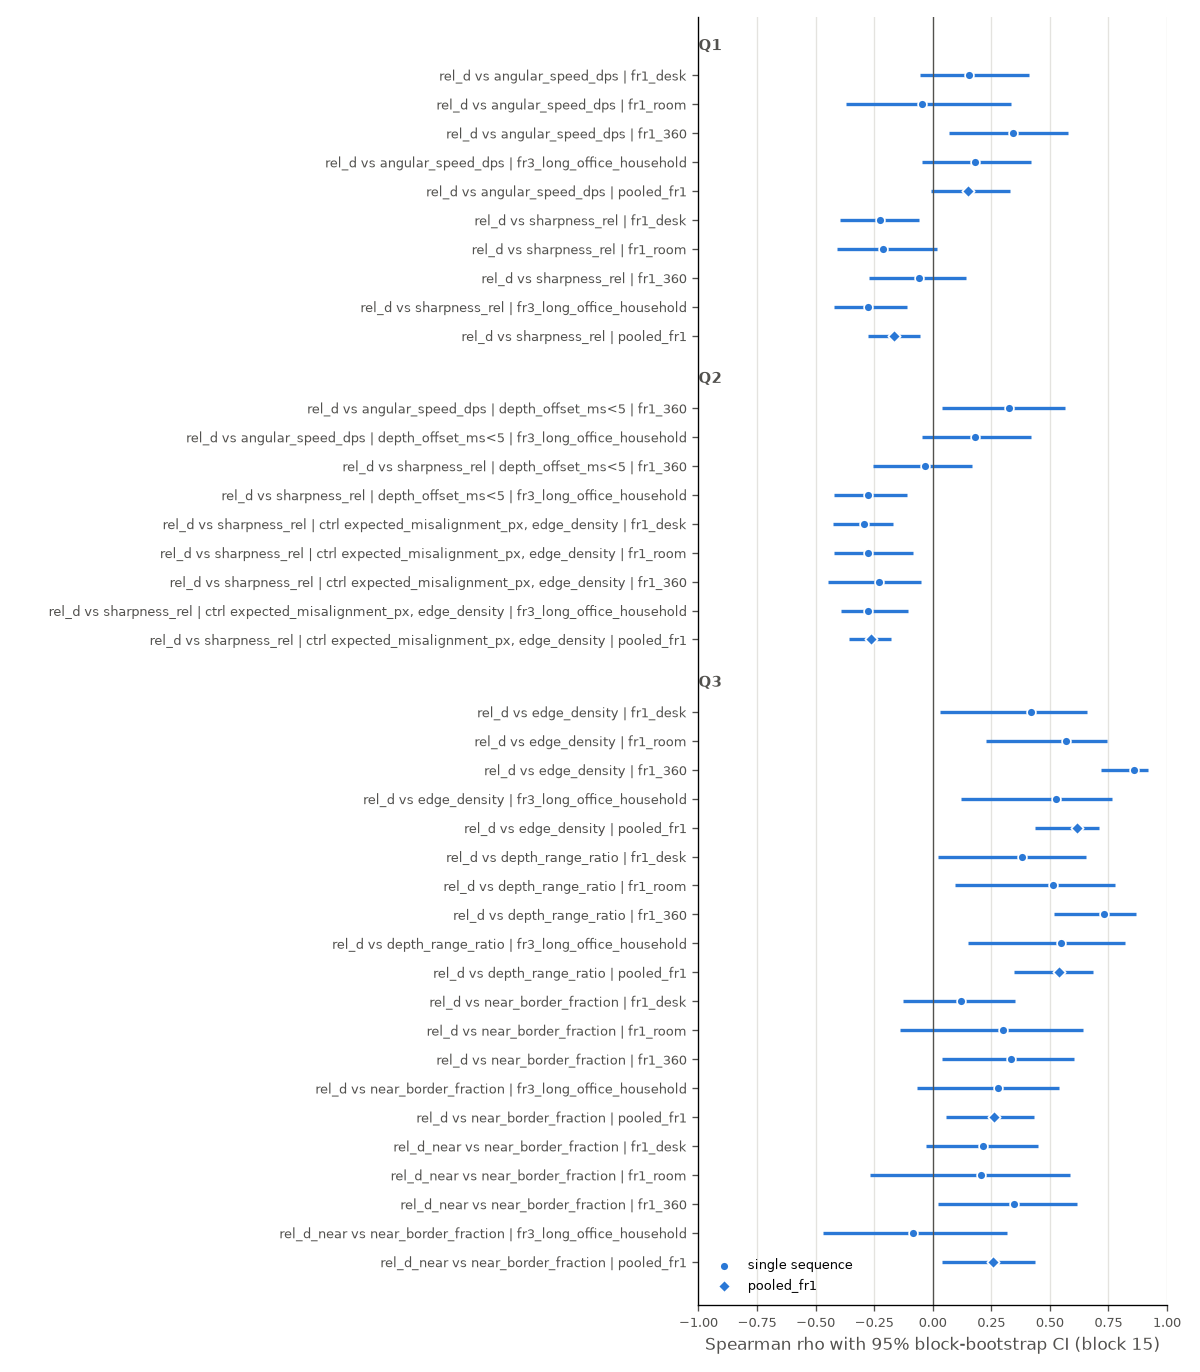 Q1
rel_d vs angular_speed_dps | fr1_desk
rel_d vs angular_speed_dps | fr1_room
rel_d vs angular_speed_dps | fr1_360
rel_d vs angular_speed_dps | fr3_long_office_household
rel_d vs angular_speed_dps | pooled_fr1
rel_d vs sharpness_rel | fr1_desk
rel_d vs sharpness_rel | fr1_room
rel_d vs sharpness_rel | fr1_360
rel_d vs sharpness_rel | fr3_long_office_household
rel_d vs sharpness_rel | pooled_fr1
Q2
rel_d vs angular_speed_dps | depth_offset_ms<5 | fr1_360
rel_d vs angular_speed_dps | depth_offset_ms<5 | fr3_long_office_household
rel_d vs sharpness_rel | depth_offset_ms<5 | fr1_360
rel_d vs sharpness_rel | depth_offset_ms<5 | fr3_long_office_household
rel_d vs sharpness_rel | ctrl expected_misalignment_px, edge_density | fr1_desk
rel_d vs sharpness_rel | ctrl expected_misalignment_px, edge_density | fr1_room
rel_d vs sharpness_rel | ctrl expected_misalignment_px, edge_density | fr1_360
rel_d vs sharpness_rel | ctrl expected_misalignment_px, edge_density | fr3_long_office_household
rel_d vs sharpness_rel | ctrl expected_misalignment_px, edge_density | pooled_fr1
Q3
rel_d vs edge_density | fr1_desk
rel_d vs edge_density | fr1_room
rel_d vs edge_density | fr1_360
rel_d vs edge_density | fr3_long_office_household
rel_d vs edge_density | pooled_fr1
rel_d vs depth_range_ratio | fr1_desk
rel_d vs depth_range_ratio | fr1_room
rel_d vs depth_range_ratio | fr1_360
rel_d vs depth_range_ratio | fr3_long_office_household
rel_d vs depth_range_ratio | pooled_fr1
rel_d vs near_border_fraction | fr1_desk
rel_d vs near_border_fraction | fr1_room
rel_d vs near_border_fraction | fr1_360
rel_d vs near_border_fraction | fr3_long_office_household
rel_d vs near_border_fraction | pooled_fr1
rel_d_near vs near_border_fraction | fr1_desk
rel_d_near vs near_border_fraction | fr1_room
rel_d_near vs near_border_fraction | fr1_360
rel_d_near vs near_border_fraction | fr3_long_office_household
rel_d_near vs near_border_fraction | pooled_fr1
single sequence
pooled_fr1
−1.00 −0.75 −0.50 −0.25 0.00 0.25 0.50 0.75 1.00
Spearman rho with 95% block-bootstrap CI (block 15)